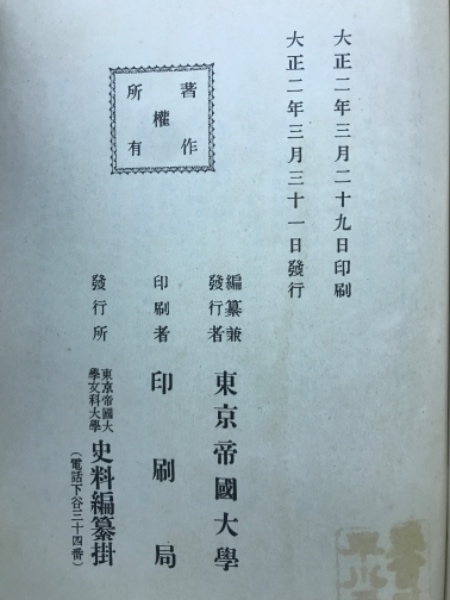 大正二年三月二十九日印刷
大正二年三月三十一日發行
著作
權
所有
編纂兼
發行者
東京帝國大學
印刷者
印刷局
發行所
東京帝國大
學文科大學
史料編纂掛
(電話下谷三十四番)